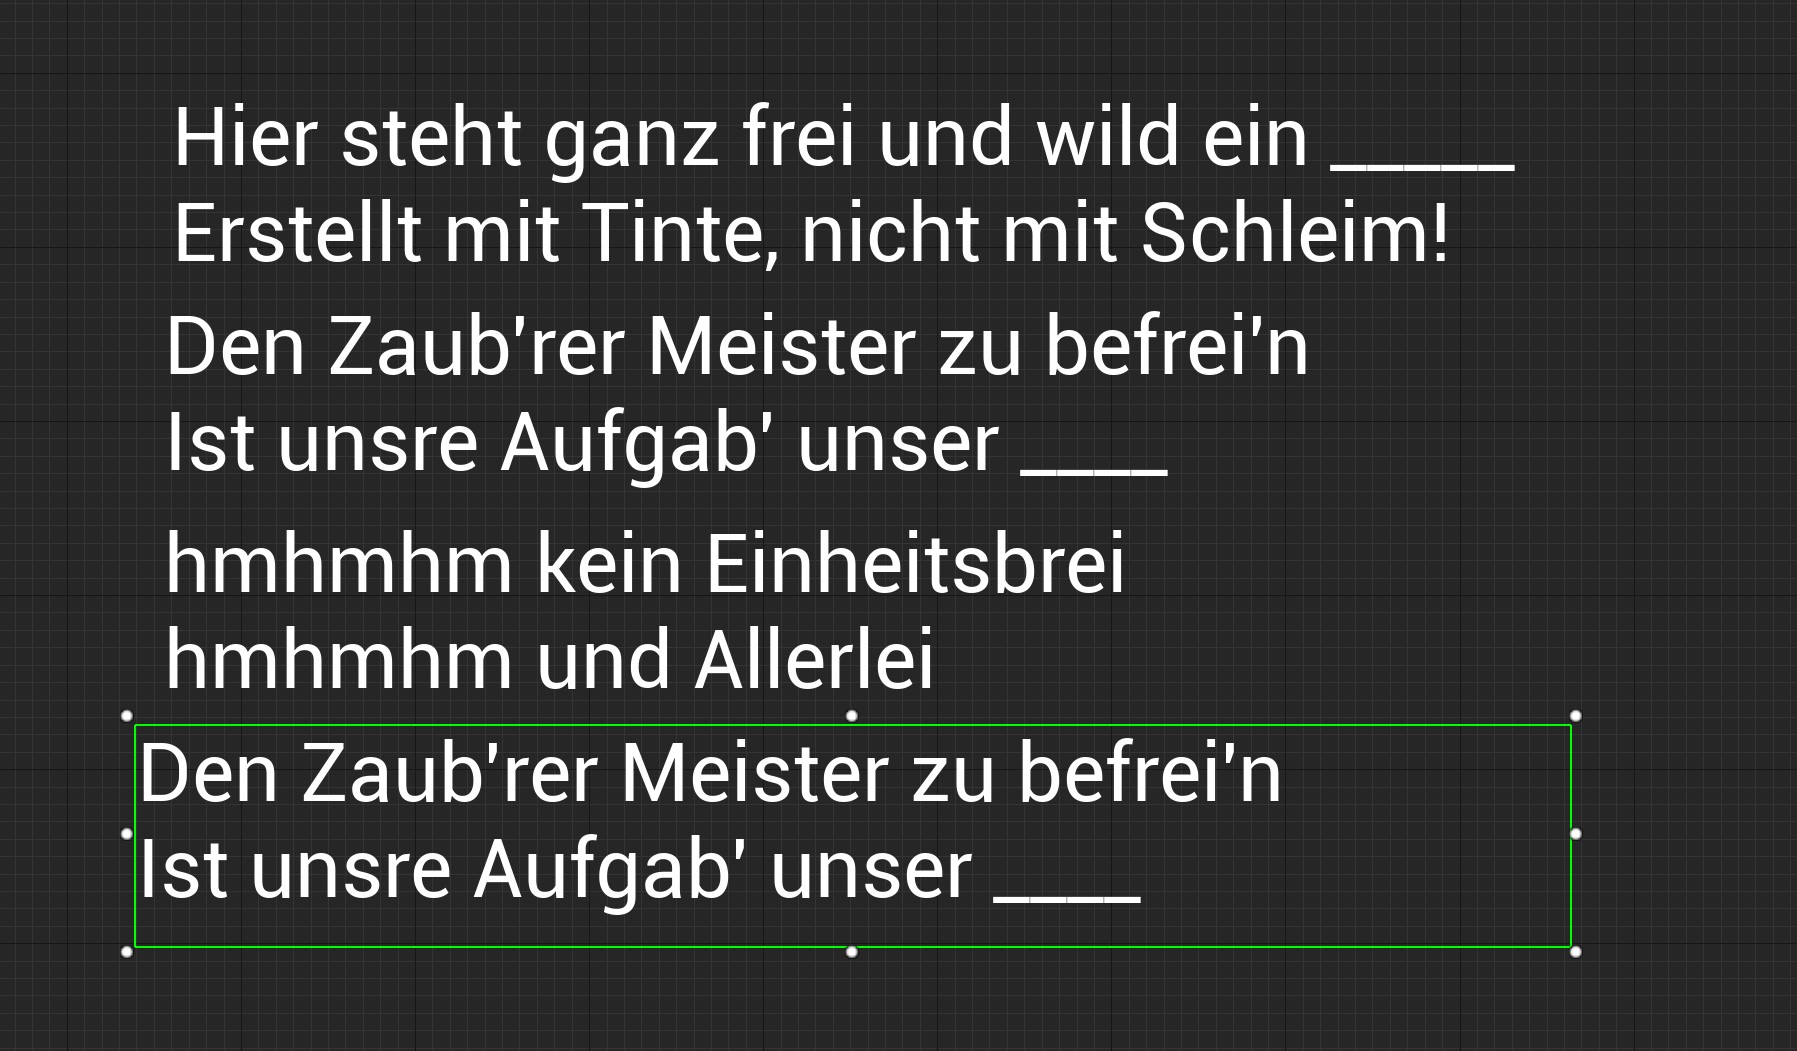 Hier steht ganz frei und wild ein _____
Erstellt mit Tinte, nicht mit Schleim!
Den Zaub'rer Meister zu befrei'n
Ist unsre Aufgab' unser ____
hmhmhm kein Einheitsbrei
hmhmhm und Allerlei
Den Zaub'rer Meister zu befrei'n
Ist unsre Aufgab' unser ____